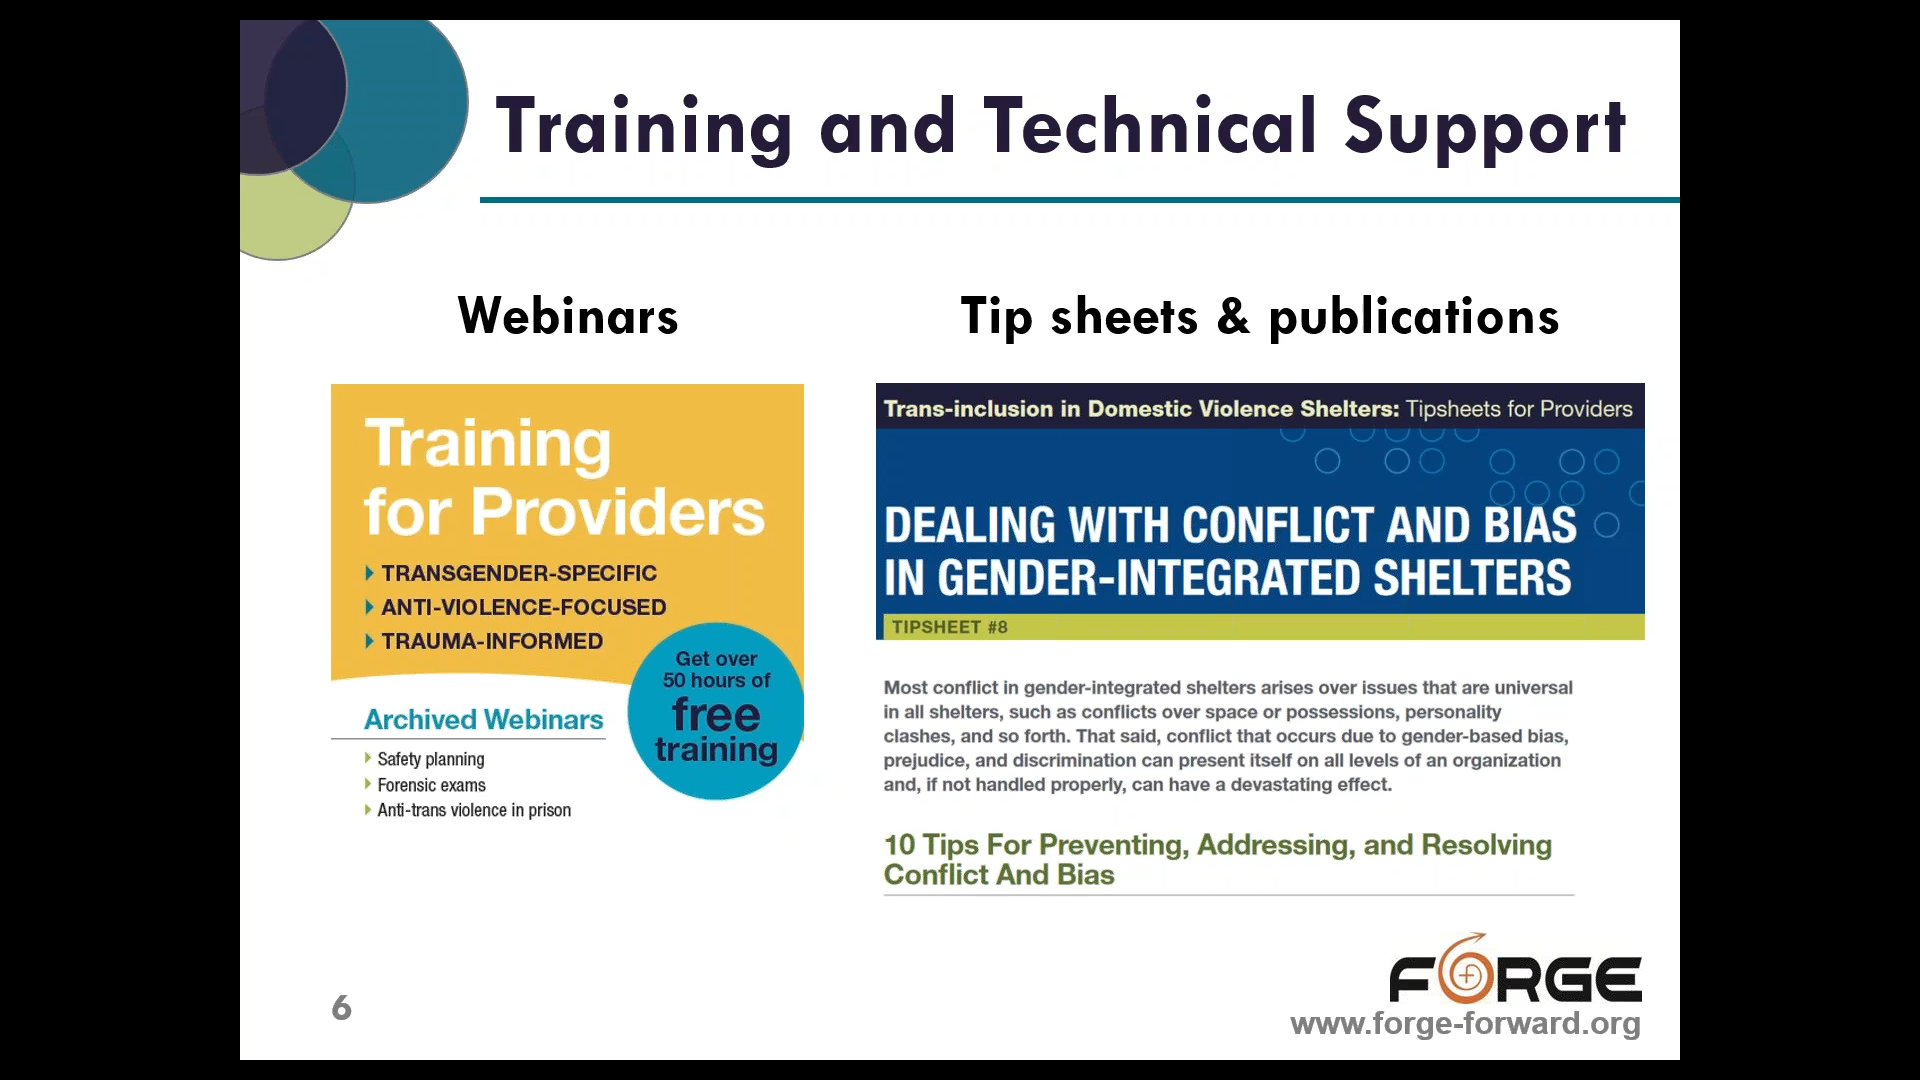 Training and Technical Support
Webinars
Training
for Providers
TRANSGENDER-SPECIFIC
ANTI-VIOLENCE-FOCUSED
TRAUMA-INFORMED
Get over
50 hours of
free
training
Archived Webinars
Safety planning
Forensic exams
Anti-trans violence in prison
Tip sheets & publications
Trans-inclusion in Domestic Violence Shelters: Tipsheets for Providers
DEALING WITH CONFLICT AND BIAS
IN GENDER-INTEGRATED SHELTERS
TIPSHEET #8
Most conflict in gender-integrated shelters arises over issues that are universal
in all shelters, such as conflicts over space or possessions, personality
clashes, and so forth. That said, conflict that occurs due to gender-based bias,
prejudice, and discrimination can present itself on all levels of an organization
and, if not handled properly, can have a devastating effect.
10 Tips For Preventing, Addressing, and Resolving
Conflict And Bias
6
FORGE
www.forge-forward.org